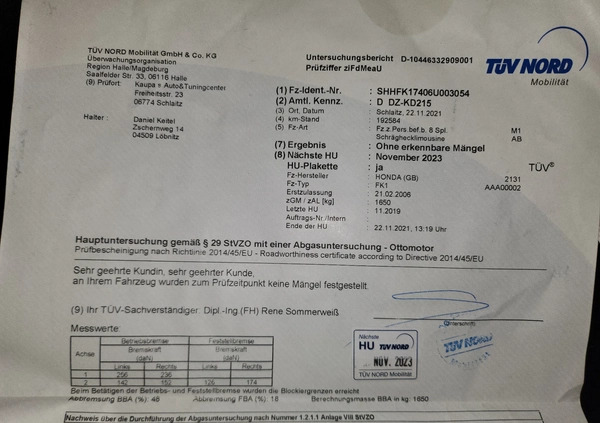 TÜV NORD Mobilität GmbH & Co. KG
Überwachungsorganisation
Region Halle/Magdeburg
Saalfelder Str. 33, 06116 Halle
(9) Prüfort: Kaupa = Auto&Tuningcenter
Freiheitsstr. 23
06774 Schlaitz
Halter : Daniel Keitel
Zschernweg 14
04509 Löbnitz
Untersuchungsbericht D-10446332909001
Prüfziffer ziFdMeaU
TÜV NORD
Mobilität
(1) Fz-Ident.-Nr. : SHHFK17406U003054
(2) Amtl. Kennz. : D DZ-KD215
(3) Ort, Datum : Schlaitz, 22.11.2021
(4) km-Stand : 192584
(5) Fz-Art : Fz.z.Pers.bef.b. 8 Spl. M1
Schräghecklimousine AB
(7) Ergebnis : Ohne erkennbare Mängel
(8) Nächste HU : November 2023
HU-Plakette : ja
TÜV®
Fz-Hersteller : HONDA (GB) 2131
Fz-Typ : FK1 AAA00002
Erstzulassung : 21.02.2006
zGM / zAL [kg] : 1650
Letzte HU : 11.2019
Auftrags-Nr./Intern :
Ende der HU : 22.11.2021, 13:19 Uhr
Hauptuntersuchung gemäß § 29 StVZO mit einer Abgasuntersuchung - Ottomotor
Prüfbescheinigung nach Richtlinie 2014/45/EU - Roadworthiness certificate according to Directive 2014/45/EU
Sehr geehrte Kundin, sehr geehrter Kunde,
an Ihrem Fahrzeug wurden zum Prüfzeitpunkt keine Mängel festgestellt.
(9) Ihr TÜV-Sachverständiger: Dipl.-Ing.(FH) Rene Sommerweiß
Unterschrift
Messwerte:
Achse Betriebsbremse Feststellbremse
Bremskraft Bremskraft
(daN) (daN)
Links Rechts Links Rechts
1 256 236
2 142 152 126 174
Nächste
HU TÜV NORD
NOV. 2023
TÜV NORD Mobilität
TÜV NORD
Beim Betätigen der Betriebs- und Feststellbremse wurden die Blockiergrenzen erreicht
Abbremsung BBA (%): 48 Abbremsung FBA (%): 18 Berechnungsmasse BBA in kg: 1650
Nachweis über die Durchführung der Abgasuntersuchung nach Nummer 1.2.1.1 Anlage VIII StVZO